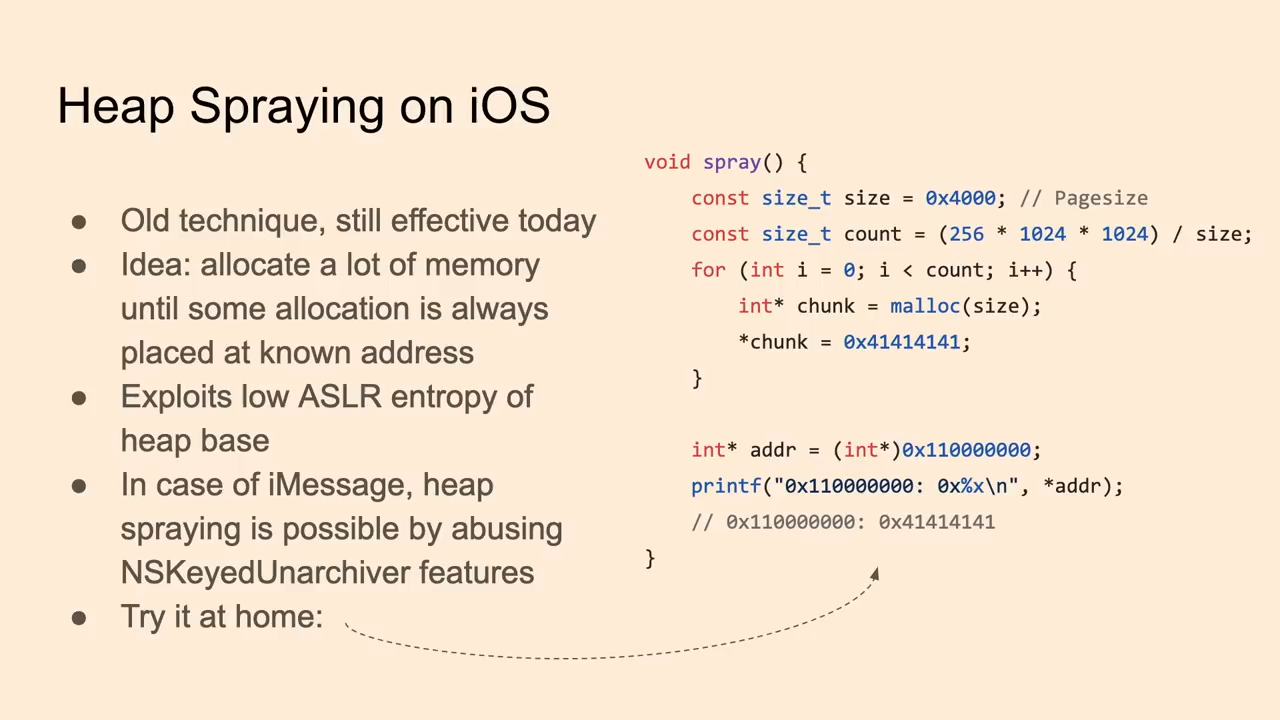 Heap Spraying on iOS
● Old technique, still effective today
● Idea: allocate a lot of memory
until some allocation is always
placed at known address
● Exploits low ASLR entropy of
heap base
● In case of iMessage, heap
spraying is possible by abusing
NSKeyedUnarchiver features
● Try it at home:
void spray() {
    const size_t size = 0x4000; // Pagesize
    const size_t count = (256 * 1024 * 1024) / size;
    for (int i = 0; i < count; i++) {
        int* chunk = malloc(size);
        *chunk = 0x41414141;
    }
    int* addr = (int*)0x110000000;
    printf("0x110000000: 0x%x\n", *addr);
    // 0x110000000: 0x41414141
}